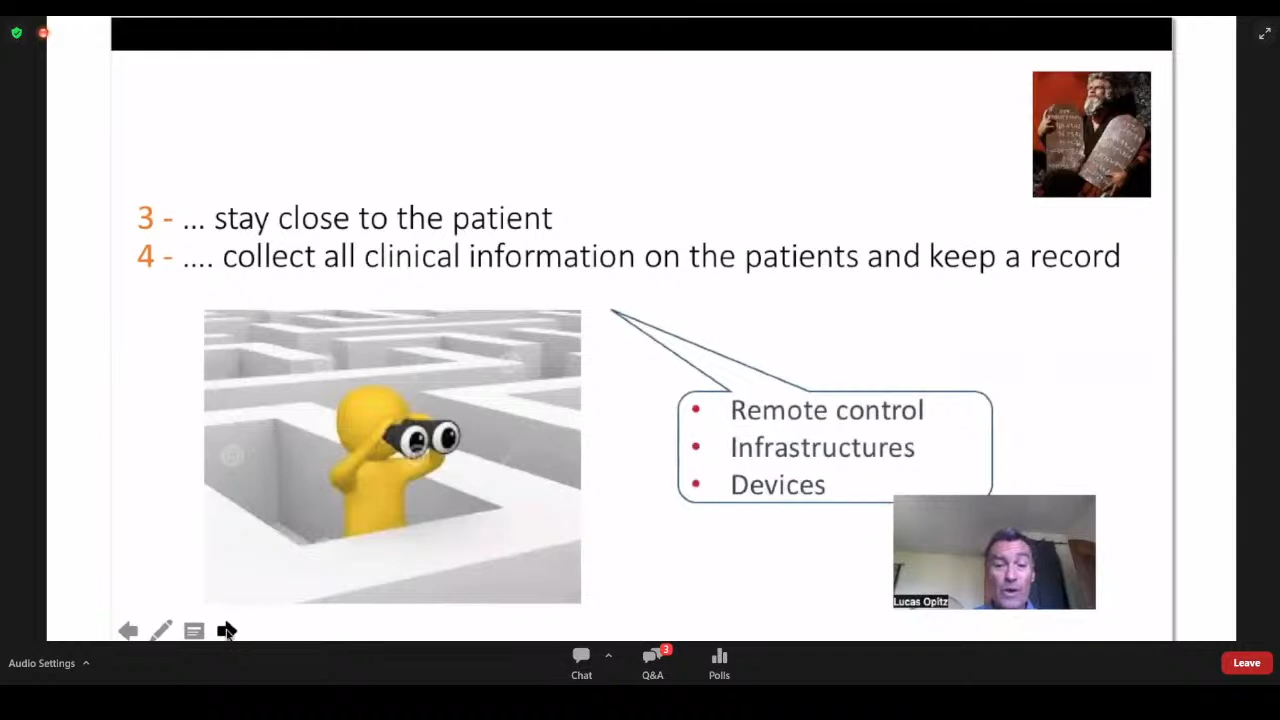 3 - ... stay close to the patient
4 - .... collect all clinical information on the patients and keep a record
• Remote control
• Infrastructures
• Devices
Lucas Opitz
Audio Settings
Chat
Q&A
3
Polls
Leave